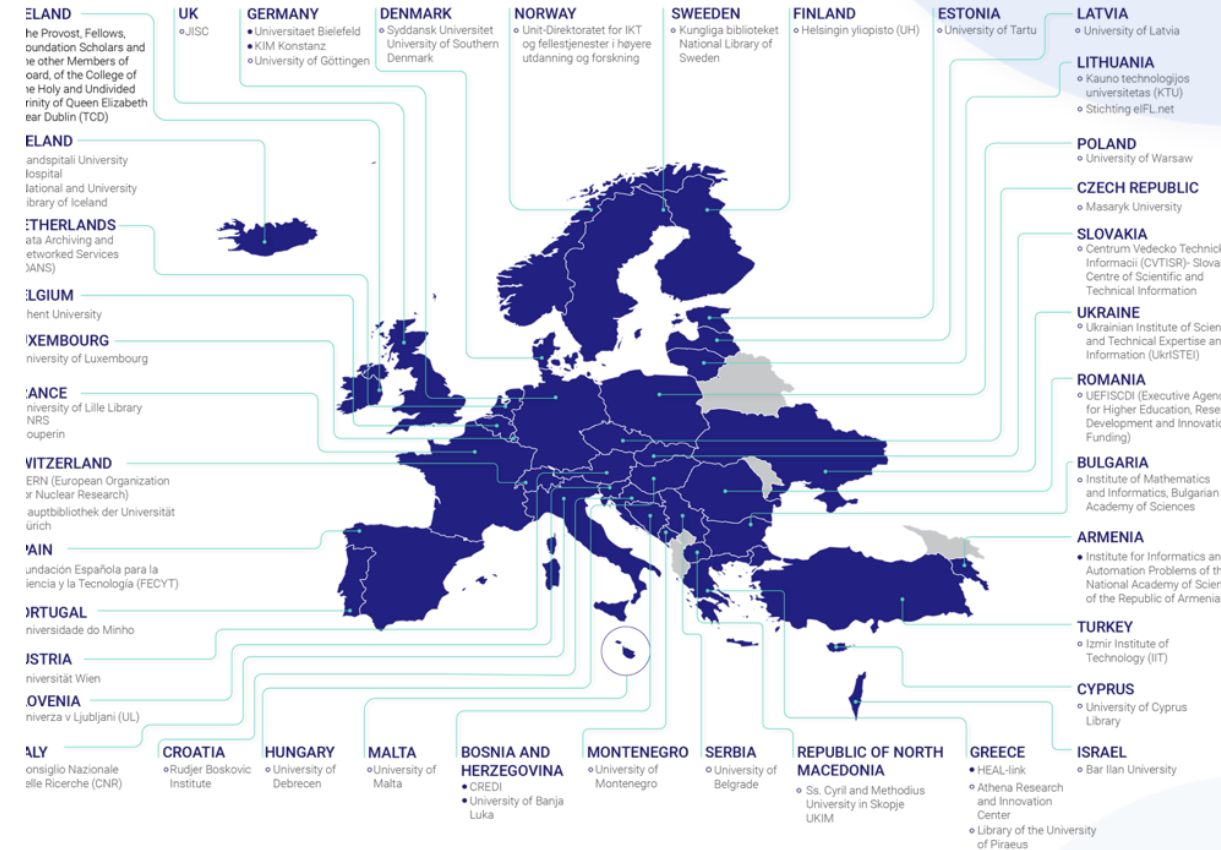 ELAND
he Provost, Fellows,
oundation Scholars and
he other Members of
oard, of the College of
he Holy and Undivided
rinity of Queen Elizabeth
ear Dublin (TCD)
UK
JISC
GERMANY
Universitaet Bielefeld
KIM Konstanz
University of Göttingen
DENMARK
Syddansk Universitet
University of Southern
Denmark
NORWAY
Unit-Direktoratet for IKT
og fellestjenester i høyere
utdanning og forskning
SWEEDEN
Kungliga biblioteket
National Library of
Sweden
FINLAND
Helsingin yliopisto (UH)
ESTONIA
University of Tartu
LATVIA
University of Latvia
LITHUANIA
Kauno technologijos
universitetas (KTU)
Stichting eIFL.net
POLAND
University of Warsaw
CZECH REPUBLIC
Masaryk University
SLOVAKIA
Centrum Vedecko Technick
Informacii (CVTISR)- Slova
Centre of Scientific and
Technical Information
UKRAINE
Ukrainian Institute of Scien
and Technical Expertise an
Information (UkrISTEI)
ROMANIA
UEFISCDI (Executive Agenc
for Higher Education, Rese
Development and Innovatio
Funding)
BULGARIA
Institute of Mathematics
and Informatics, Bulgarian
Academy of Sciences
ARMENIA
Institute for Informatics an
Automation Problems of th
National Academy of Scien
of the Republic of Armenia
TURKEY
Izmir Institute of
Technology (IIT)
CYPRUS
University of Cyprus
Library
ISRAEL
Bar Ilan University
ELAND
andspitali University
Hospital
National and University
ibrary of Iceland
ETHERLANDS
ata Archiving and
etworked Services
DANS)
ELGIUM
hent University
UXEMBOURG
niversity of Luxembourg
RANCE
niversity of Lille Library
NRS
ouperin
WITZERLAND
ERN (European Organization
or Nuclear Research)
auptbibliothek der Universität
ürich
PAIN
undación Española para la
iencia y la Tecnología (FECYT)
ORTUGAL
niversidade do Minho
USTRIA
niversität Wien
LOVENIA
niverza v Ljubljani (UL)
ALY
onsiglio Nazionale
elle Ricerche (CNR)
CROATIA
Rudjer Boskovic
Institute
HUNGARY
University of
Debrecen
MALTA
University of
Malta
BOSNIA AND
HERZEGOVINA
CREDI
University of Banja
Luka
MONTENEGRO
University of
Montenegro
SERBIA
University of
Belgrade
REPUBLIC OF NORTH
MACEDONIA
Ss. Cyril and Methodius
University in Skopje
UKIM
GREECE
HEAL-link
Athena Research
and Innovation
Center
Library of the University
of Piraeus